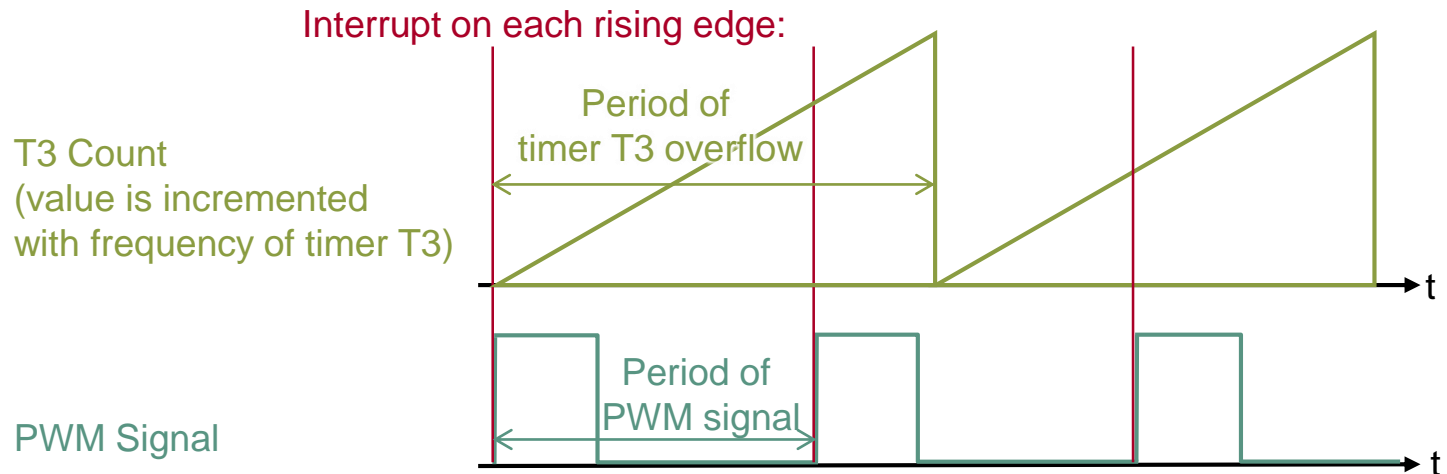 Interrupt on each rising edge:
Period of
timer T3 overflow
T3 Count
(value is incremented
with frequency of timer T3)
t
Period of
PWM signal
PWM Signal
t